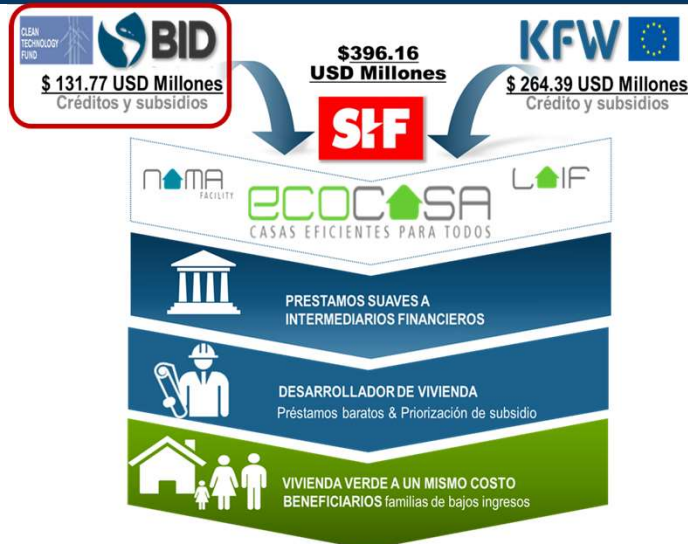 CLEAN
TECHNOLOGY
FUND
BID
$ 131.77 USD Millones
Créditos y subsidios
$396.16
USD Millones
SHF
KFW
$ 264.39 USD Millones
Crédito y subsidios
NAMA
FACILITY
ECOCASA
CASAS EFICIENTES PARA TODOS
LAIF
PRESTAMOS SUAVES A
INTERMEDIARIOS FINANCIEROS
DESARROLLADOR DE VIVIENDA
Préstamos baratos & Priorización de subsidio
VIVIENDA VERDE A UN MISMO COSTO
BENEFICIARIOS familias de bajos ingresos